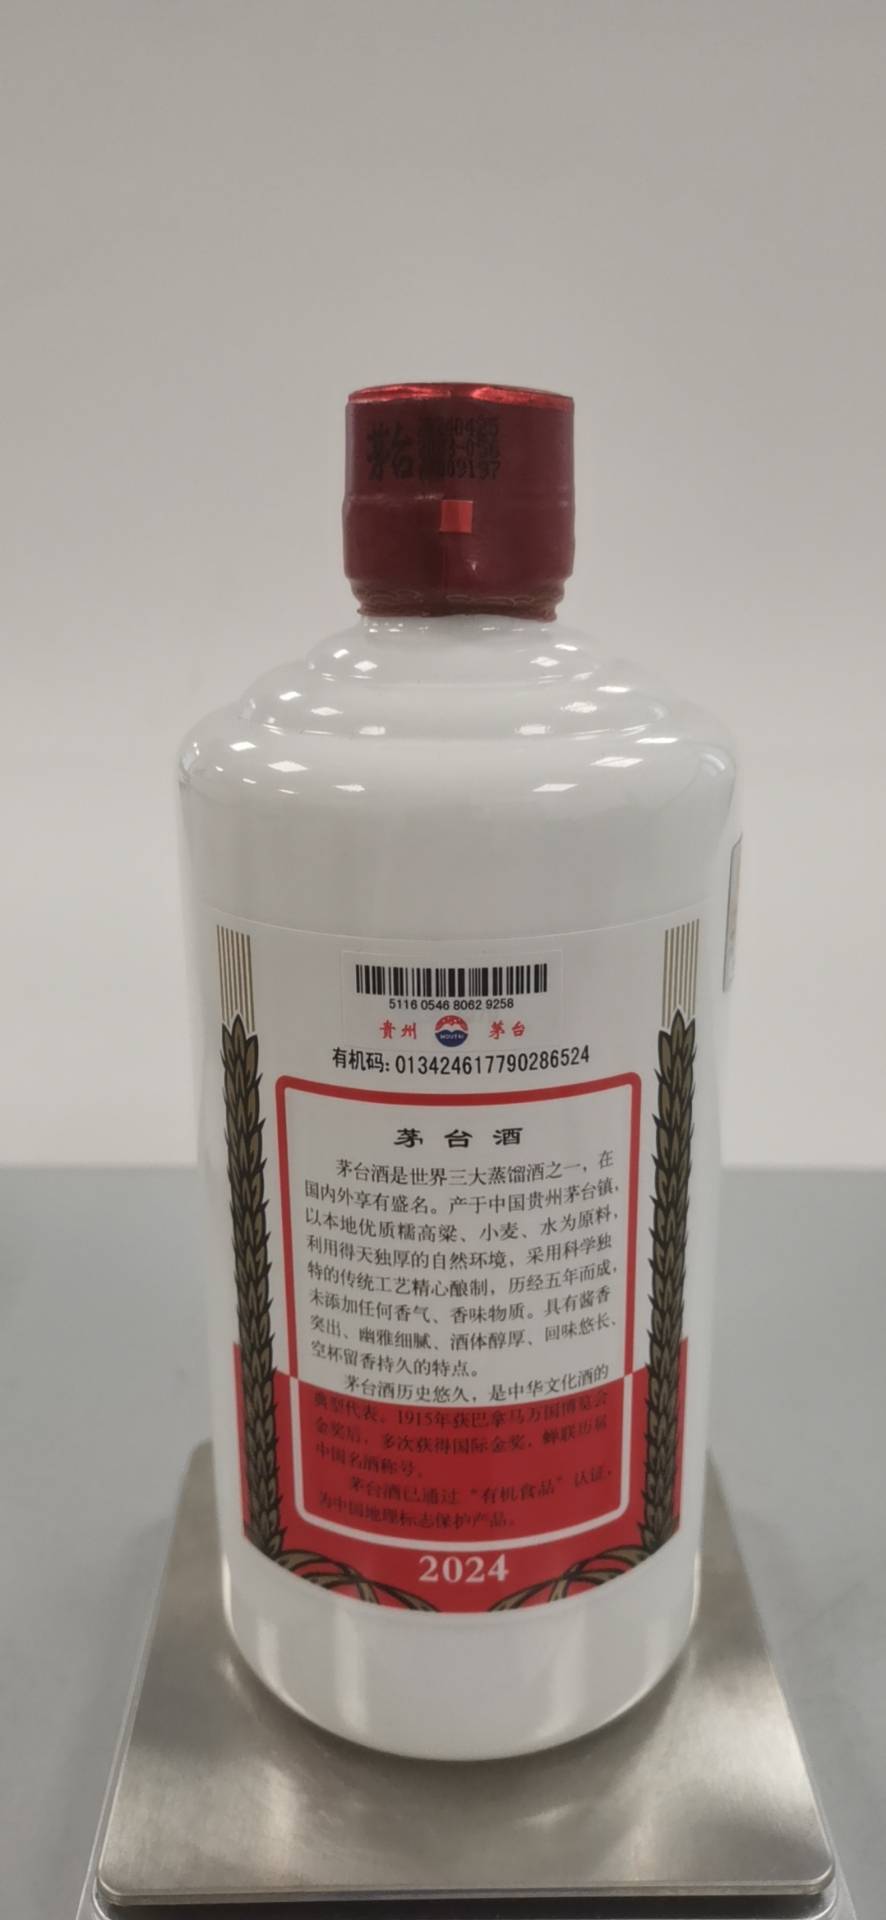 茅台 20240425
09197
5116 0546 8062 9258
贵州 MOUTAI 茅台
有机码: 013424617790286524
茅台酒
茅台酒是世界三大蒸馏酒之一，在
国内外享有盛名。产于中国贵州茅台镇，
以本地优质糯高粱、小麦、水为原料，
利用得天独厚的自然环境，采用科学独
特的传统工艺精心酿制，历经五年而成，
未添加任何香气、香味物质。具有酱香
突出、幽雅细腻、酒体醇厚、回味悠长、
空杯留香持久的特点。
茅台酒历史悠久，是中华文化酒的
典型代表。1915年获巴拿马万国博览会
金奖后，多次获得国际金奖，蝉联历届
中国名酒称号。
茅台酒已通过“有机食品”认证，
为中国地理标志保护产品。
2024